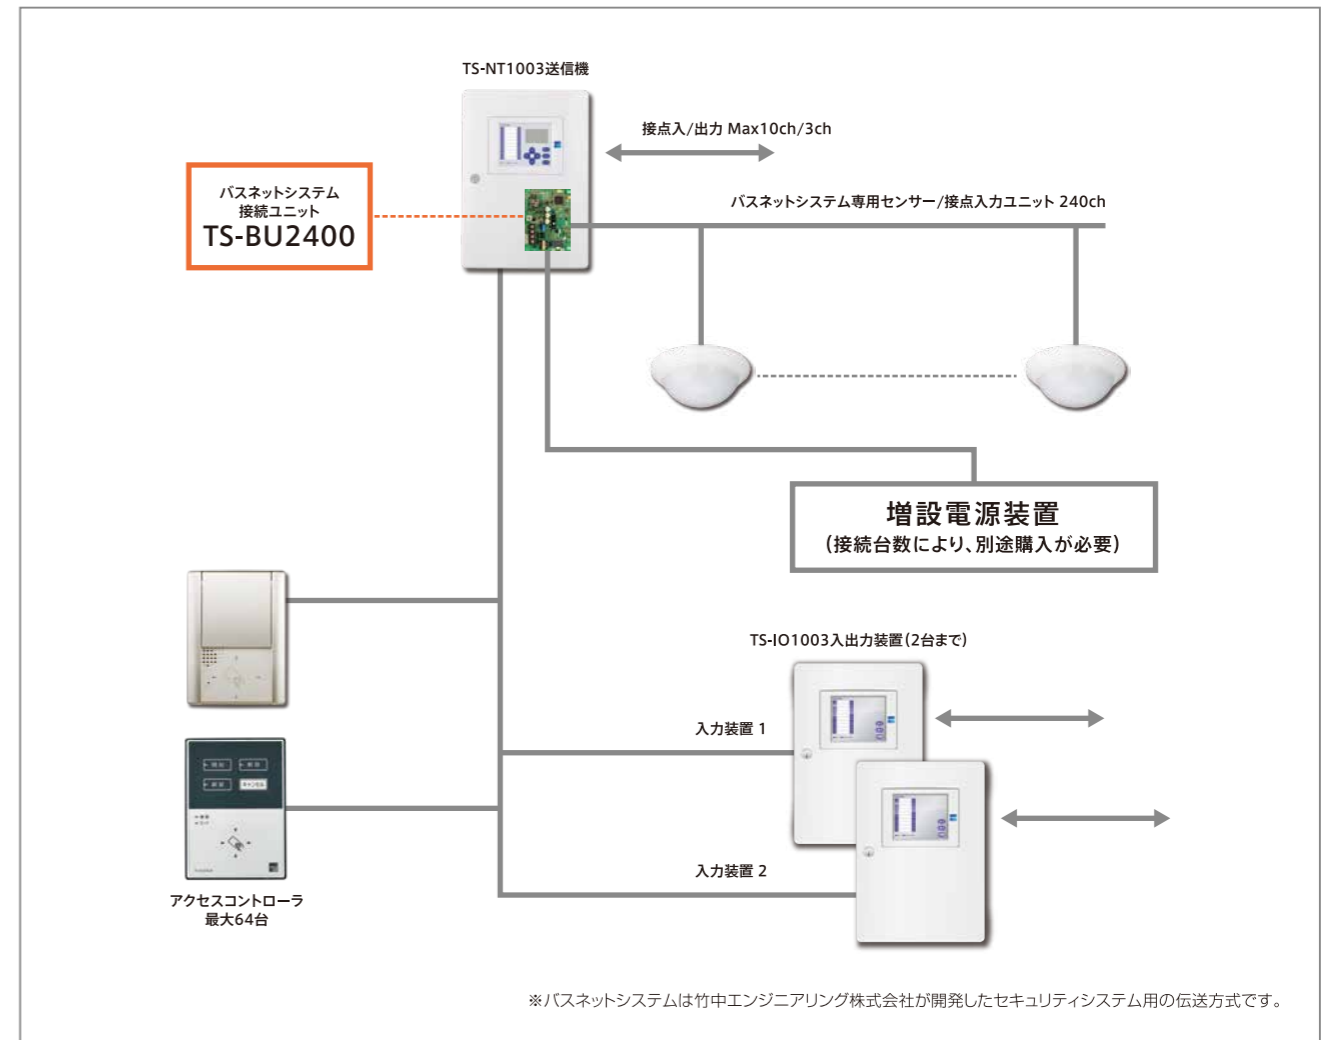 TS-NT1003送信機
接点入/出力 Max10ch/3ch
バスネットシステム
接続ユニット
TS-BU2400
バスネットシステム専用センサー/接点入力ユニット 240ch
増設電源装置
(接続台数により、別途購入が必要)
TS-IO1003入出力装置(2台まで)
入力装置 1
キャンセル
入力装置 2
アクセスコントローラ
最大64台
※バスネットシステムは竹中エンジニアリング株式会社が開発したセキュリティシステム用の伝送方式です。